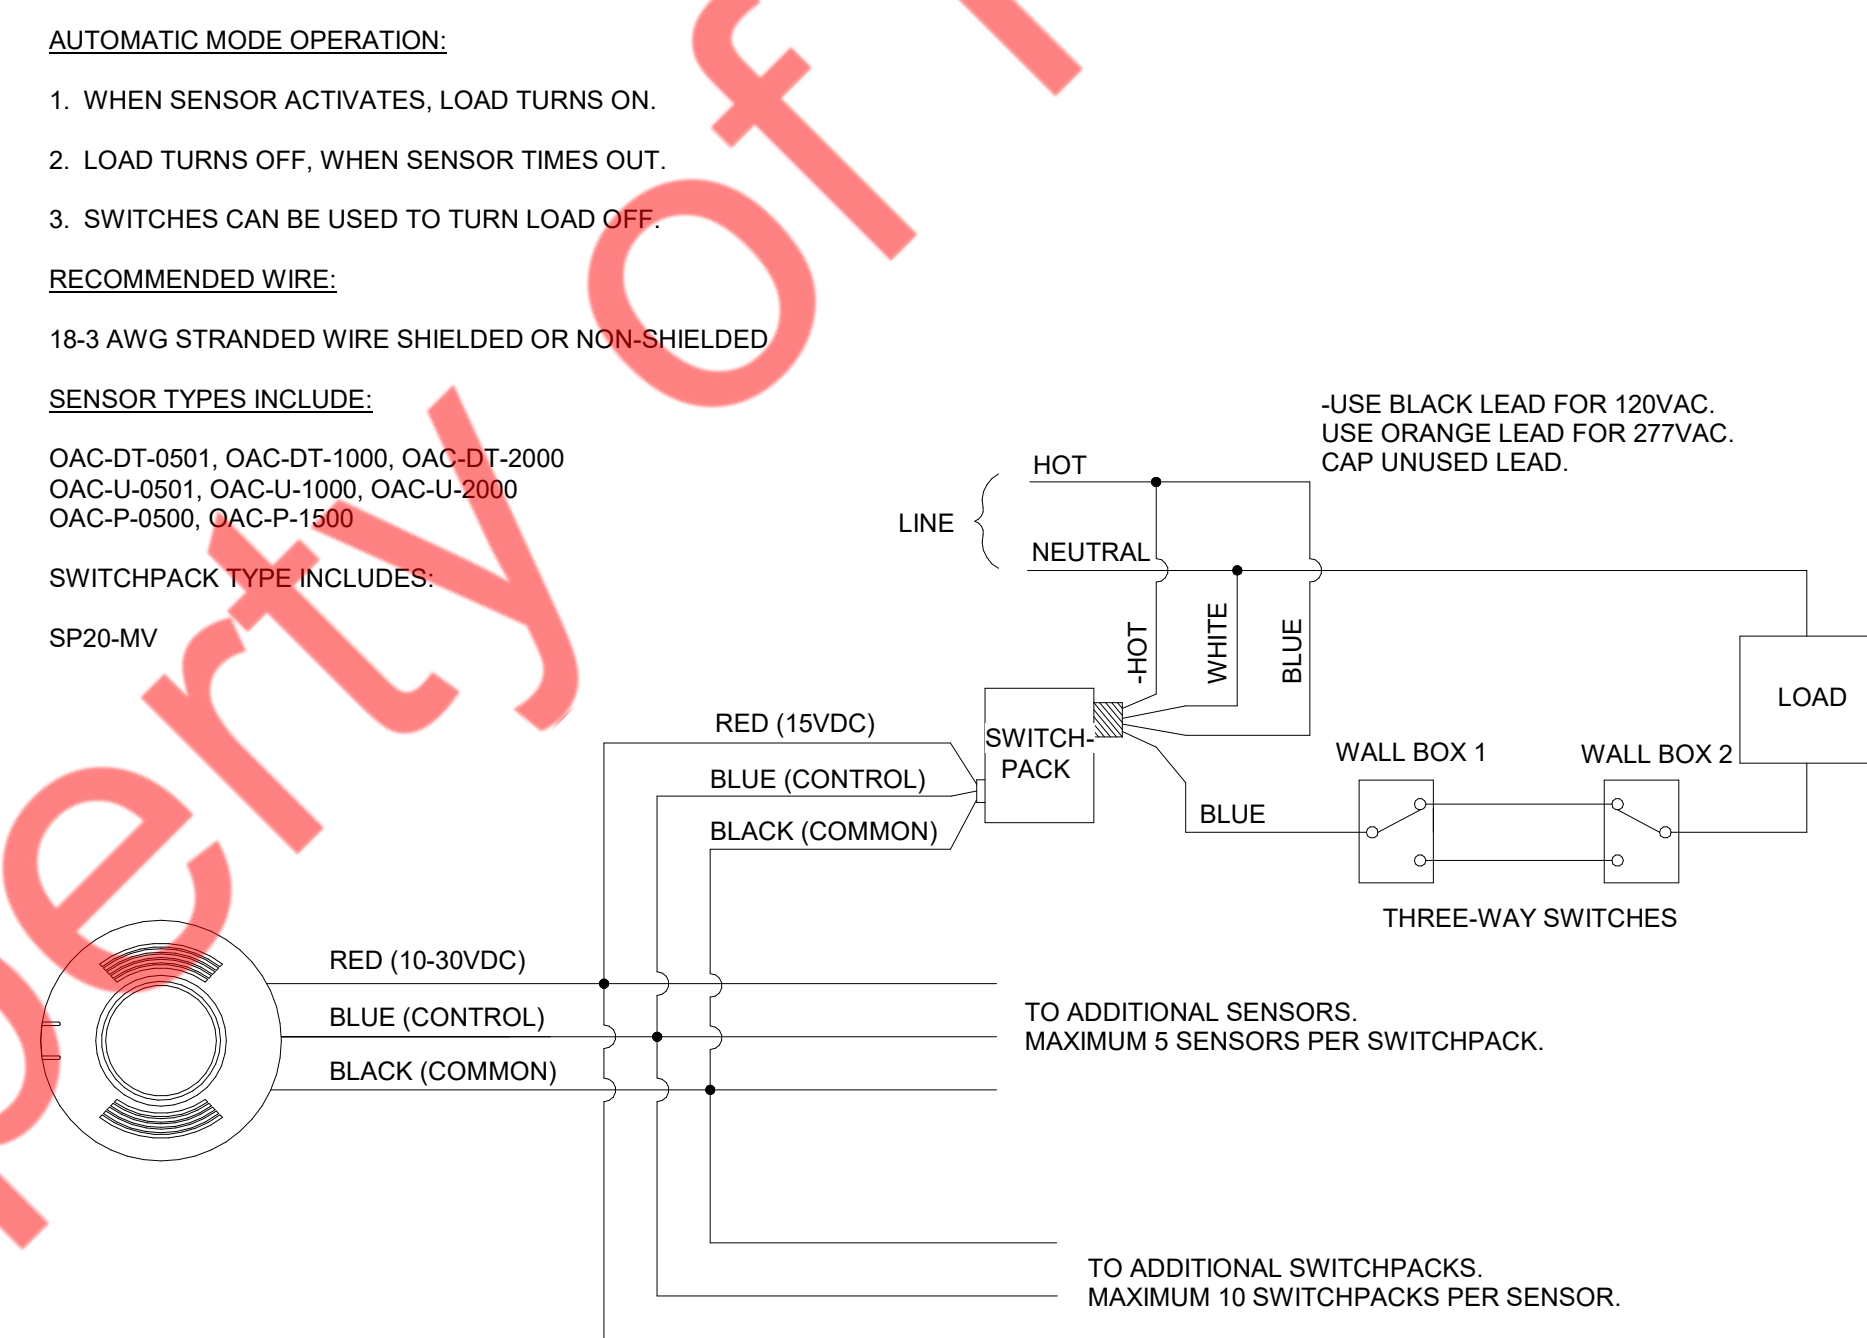 AUTOMATIC MODE OPERATION:
1. WHEN SENSOR ACTIVATES, LOAD TURNS ON.
2. LOAD TURNS OFF, WHEN SENSOR TIMES OUT.
3. SWITCHES CAN BE USED TO TURN LOAD OFF.
RECOMMENDED WIRE:
18-3 AWG STRANDED WIRE SHIELDED OR NON-SHIELDED
SENSOR TYPES INCLUDE:
OAC-DT-0501, OAC-DT-1000, OAC-DT-2000
OAC-U-0501, OAC-U-1000, OAC-U-2000
OAC-P-0500, OAC-P-1500
SWITCHPACK TYPE INCLUDES:
SP20-MV
-USE BLACK LEAD FOR 120VAC.
USE ORANGE LEAD FOR 277VAC.
CAP UNUSED LEAD.
HOT
LINE
NEUTRAL
-HOT
WHITE
BLUE
LOAD
RED (15VDC)
SWITCH-
PACK
BLUE (CONTROL)
BLACK (COMMON)
WALL BOX 1
WALL BOX 2
BLUE
THREE-WAY SWITCHES
RED (10-30VDC)
BLUE (CONTROL)
BLACK (COMMON)
TO ADDITIONAL SENSORS.
MAXIMUM 5 SENSORS PER SWITCHPACK.
TO ADDITIONAL SWITCHPACKS.
MAXIMUM 10 SWITCHPACKS PER SENSOR.
perty of